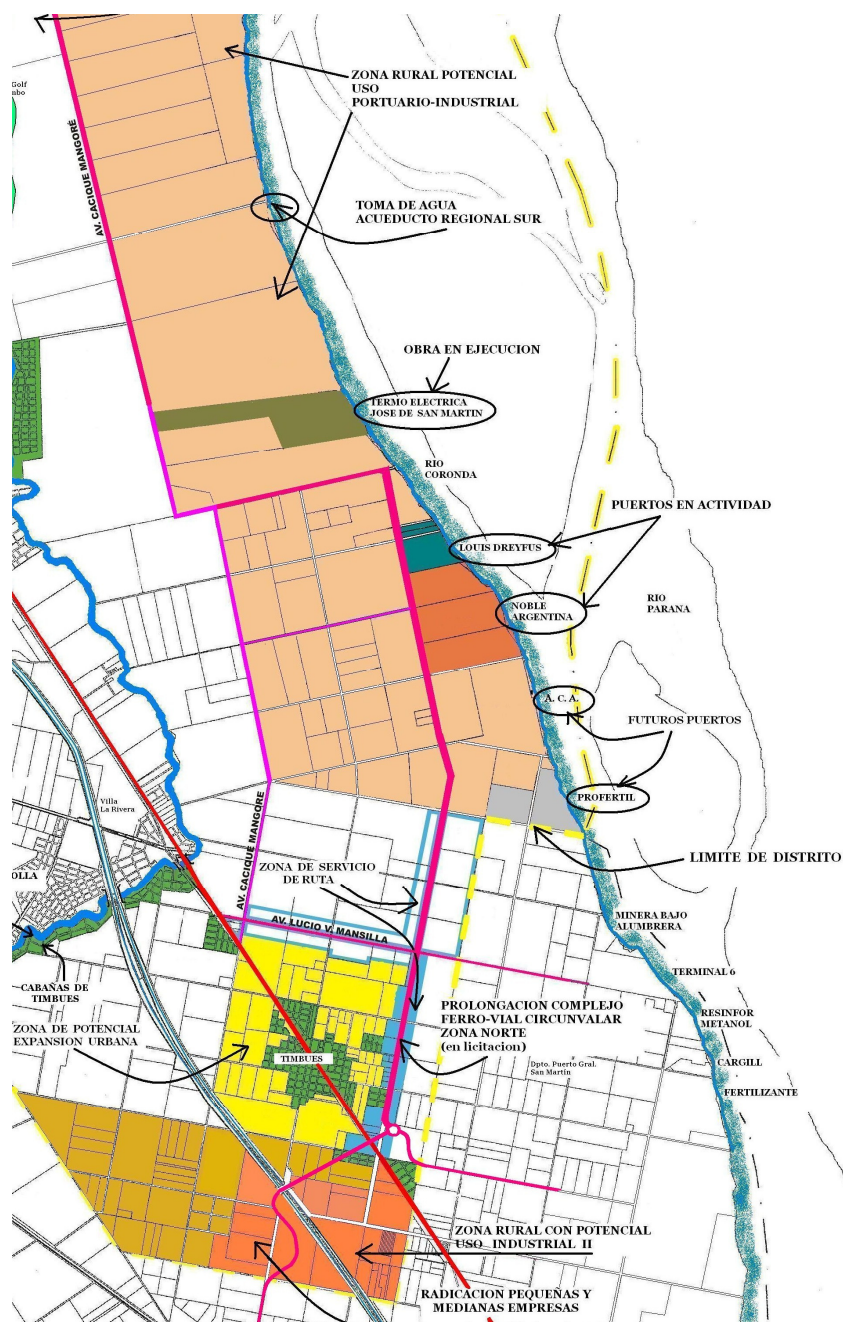 Golf
mbo
ZONA RURAL POTENCIAL
USO
PORTUARIO-INDUSTRIAL
AV. CACIQUE MANGORÉ
TOMA DE AGUA
ACUEDUCTO REGIONAL SUR
OBRA EN EJECUCION
TERMO ELECTRICA
JOSE DE SAN MARTIN
RIO
CORONDA
PUERTOS EN ACTIVIDAD
LOUIS DREYFUS
NOBLE
ARGENTINA
RIO
PARANA
A. C. A.
FUTUROS PUERTOS
PROFERTIL
Villa
La Rivera
AV. CACIQUE MANGORE
LIMITE DE DISTRITO
ZONA DE SERVICIO
DE RUTA
OLLA
AV. LUCIO V. MANSILLA
MINERA BAJO
ALUMBRERA
TERMINAL 6
CABAÑAS DE
TIMBUES
RESINFOR
METANOL
PROLONGACION COMPLEJO
FERRO-VIAL CIRCUNVALAR
ZONA NORTE
(en licitacion)
ZONA DE POTENCIAL
EXPANSION URBANA
TIMBUES
Dpto. Puerto Gral.
San Martin
CARGILL
FERTILIZANTE
ZONA RURAL CON POTENCIAL
USO INDUSTRIAL II
RADICACION PEQUEÑAS Y
MEDIANAS EMPRESAS